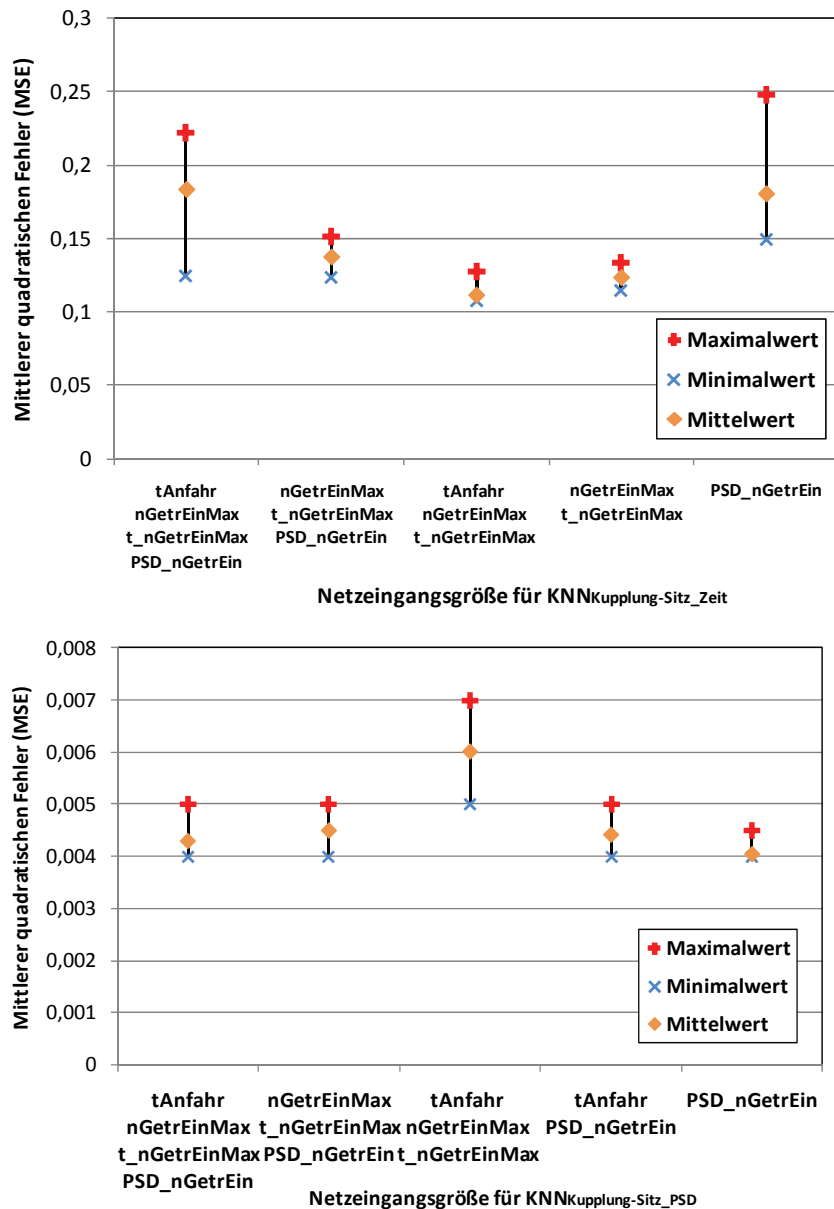 0,3
0,25
0,2
0,15
0,1
0,05
0
Mittlerer quadratischen Fehler (MSE)
Maximalwert
Minimalwert
Mittelwert
tAnfahr
nGetrEinMax
t_nGetrEinMax
PSD_nGetrEin
nGetrEinMax
t_nGetrEinMax
PSD_nGetrEin
tAnfahr
nGetrEinMax
t_nGetrEinMax
nGetrEinMax
t_nGetrEinMax
PSD_nGetrEin
Netzeingangsgröße für KNNKupplung-Sitz_Zeit
0,008
0,007
0,006
0,005
0,004
0,003
0,002
0,001
0
Mittlerer quadratischen Fehler (MSE)
Maximalwert
Minimalwert
Mittelwert
tAnfahr
nGetrEinMax
t_nGetrEinMax
PSD_nGetrEin
nGetrEinMax
t_nGetrEinMax
PSD_nGetrEin
tAnfahr
nGetrEinMax
t_nGetrEinMax
tAnfahr
PSD_nGetrEin
PSD_nGetrEin
Netzeingangsgröße für KNNKupplung-Sitz_PSD